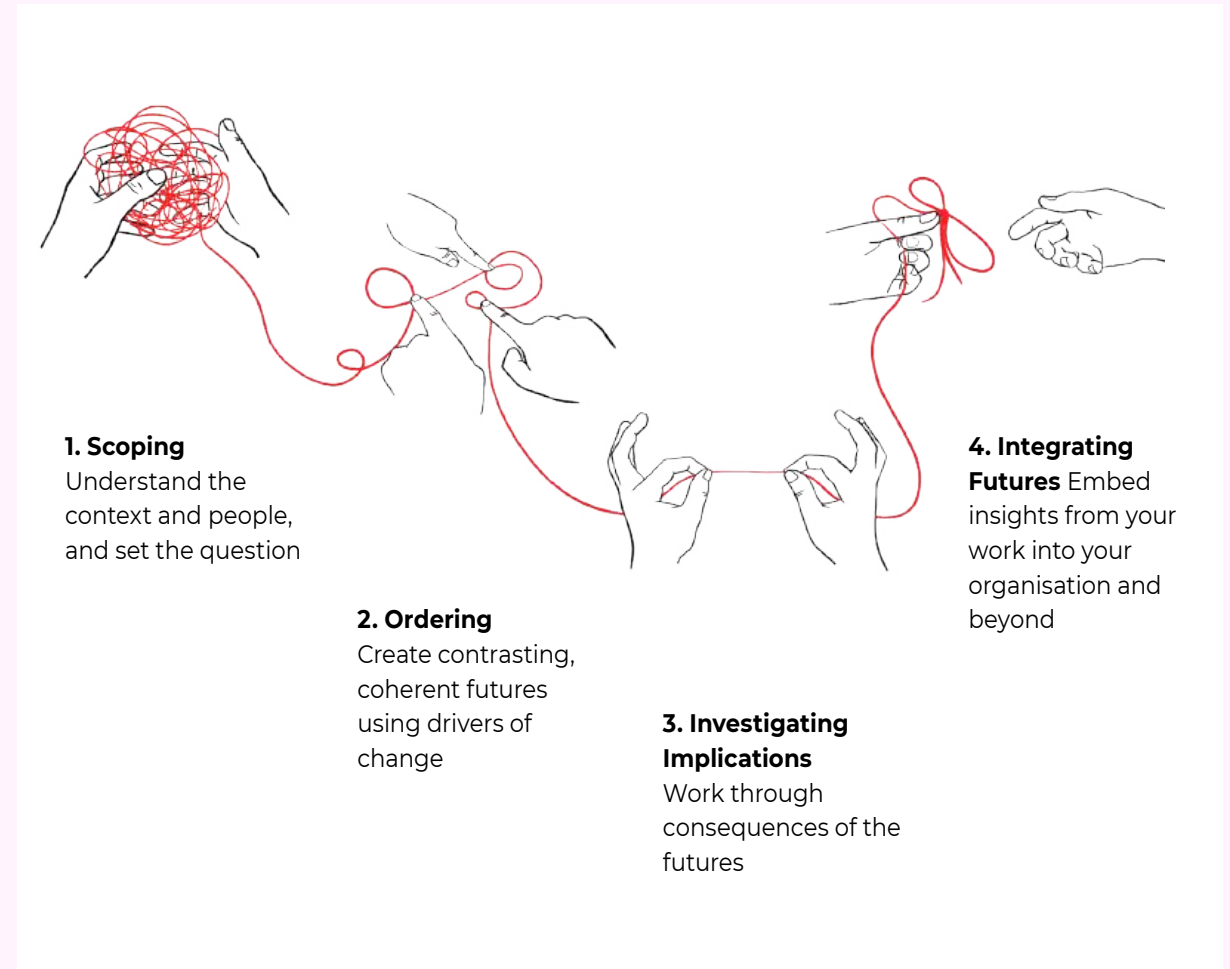 1. Scoping
Understand the
context and people,
and set the question
2. Ordering
Create contrasting,
coherent futures
using drivers of
change
3. Investigating
Implications
Work through
consequences of the
futures
4. Integrating
Futures Embed
insights from your
work into your
organisation and
beyond